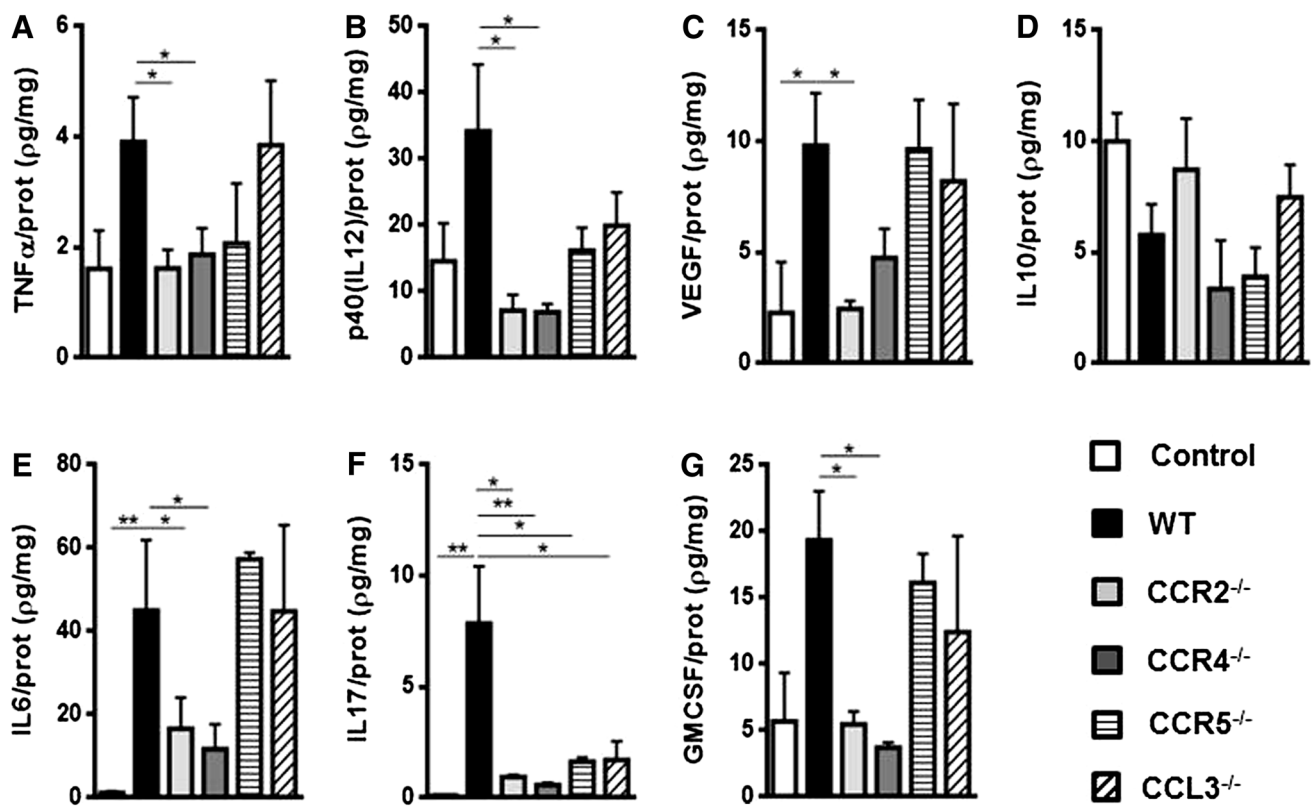 A
TNFα/prot (ρg/mg)
6
4
2
0
*
*
B
p40(IL12)/prot (ρg/mg)
50
40
30
20
10
0
*
*
C
VEGF/prot (ρg/mg)
15
10
5
0
* *
D
IL10/prot (ρg/mg)
15
10
5
0
E
IL6/prot (ρg/mg)
80
60
40
20
0
*
** *
F
IL17/prot (ρg/mg)
15
10
5
0
*
**
*
** *
G
GMCSF/prot (ρg/mg)
25
20
15
10
5
0
*
*
Control
WT
CCR2-/-
CCR4-/-
CCR5-/-
CCL3-/-